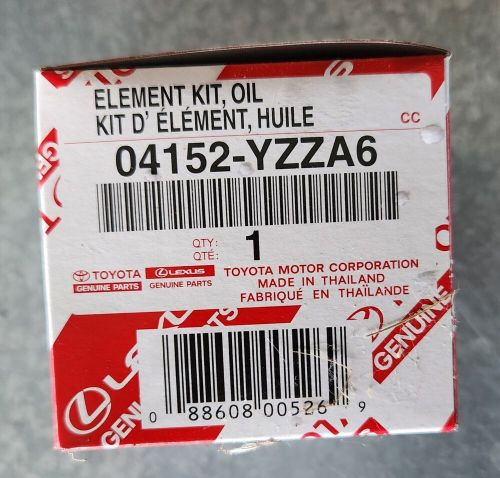 ELEMENT KIT, OIL
KIT D' ÉLÉMENT, HUILE
CC
04152-YZZA6
QTY:
QTÉ:
1
TOYOTA
GENUINE PARTS
LEXUS
GENUINE PARTS
TOYOTA MOTOR CORPORATION
MADE IN THAILAND
FABRIQUÉ EN THAÏLANDE
GENUINE
0 88608 00526 9